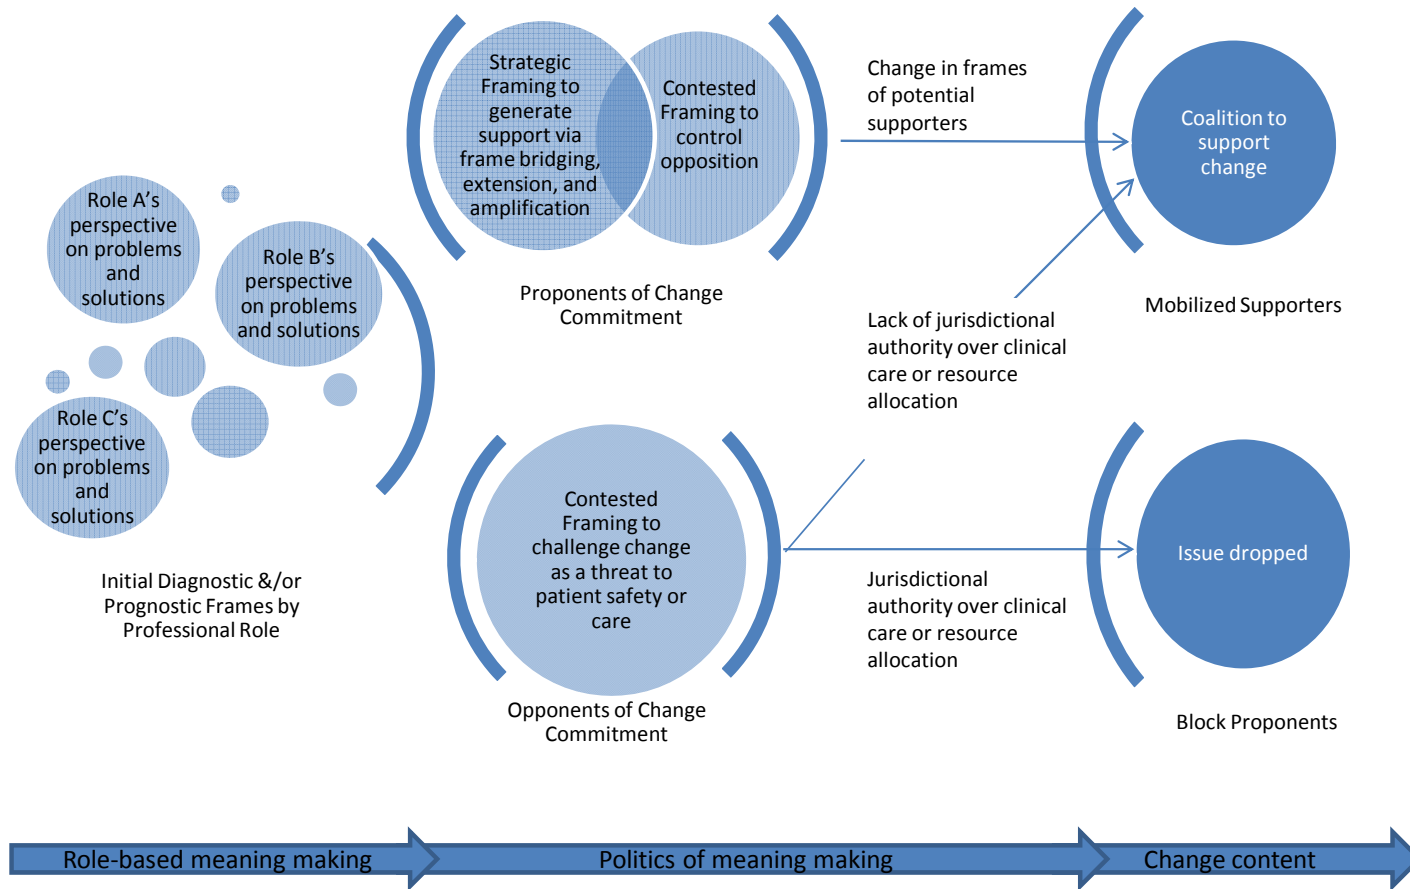 Role A's
perspective
on problems
and
solutions
Role B's
perspective
on problems
and solutions
Role C's
perspective
on problems
and
solutions
Initial Diagnostic &/or
Prognostic Frames by
Professional Role
Strategic
Framing to
generate
support via
frame bridging,
extension, and
amplification
Contested
Framing to
control
opposition
Proponents of Change
Commitment
Contested
Framing to
challenge change
as a threat to
patient safety or
care
Opponents of Change
Commitment
Change in frames
of potential
supporters
Lack of jurisdictional
authority over clinical
care or resource
allocation
Jurisdictional
authority over clinical
care or resource
allocation
Coalition to
support
change
Mobilized Supporters
Issue dropped
Block Proponents
Role-based meaning making
Politics of meaning making
Change content